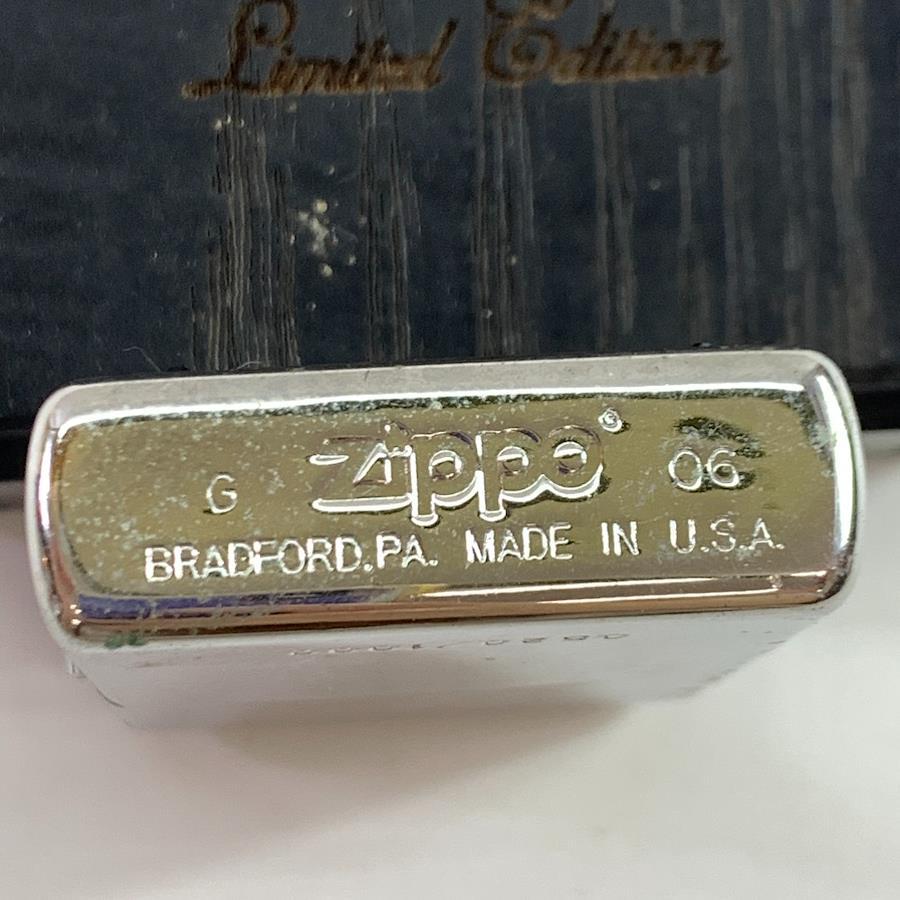 Limited Edition
G Zippo® 06
BRADFORD.PA. MADE IN U.S.A.